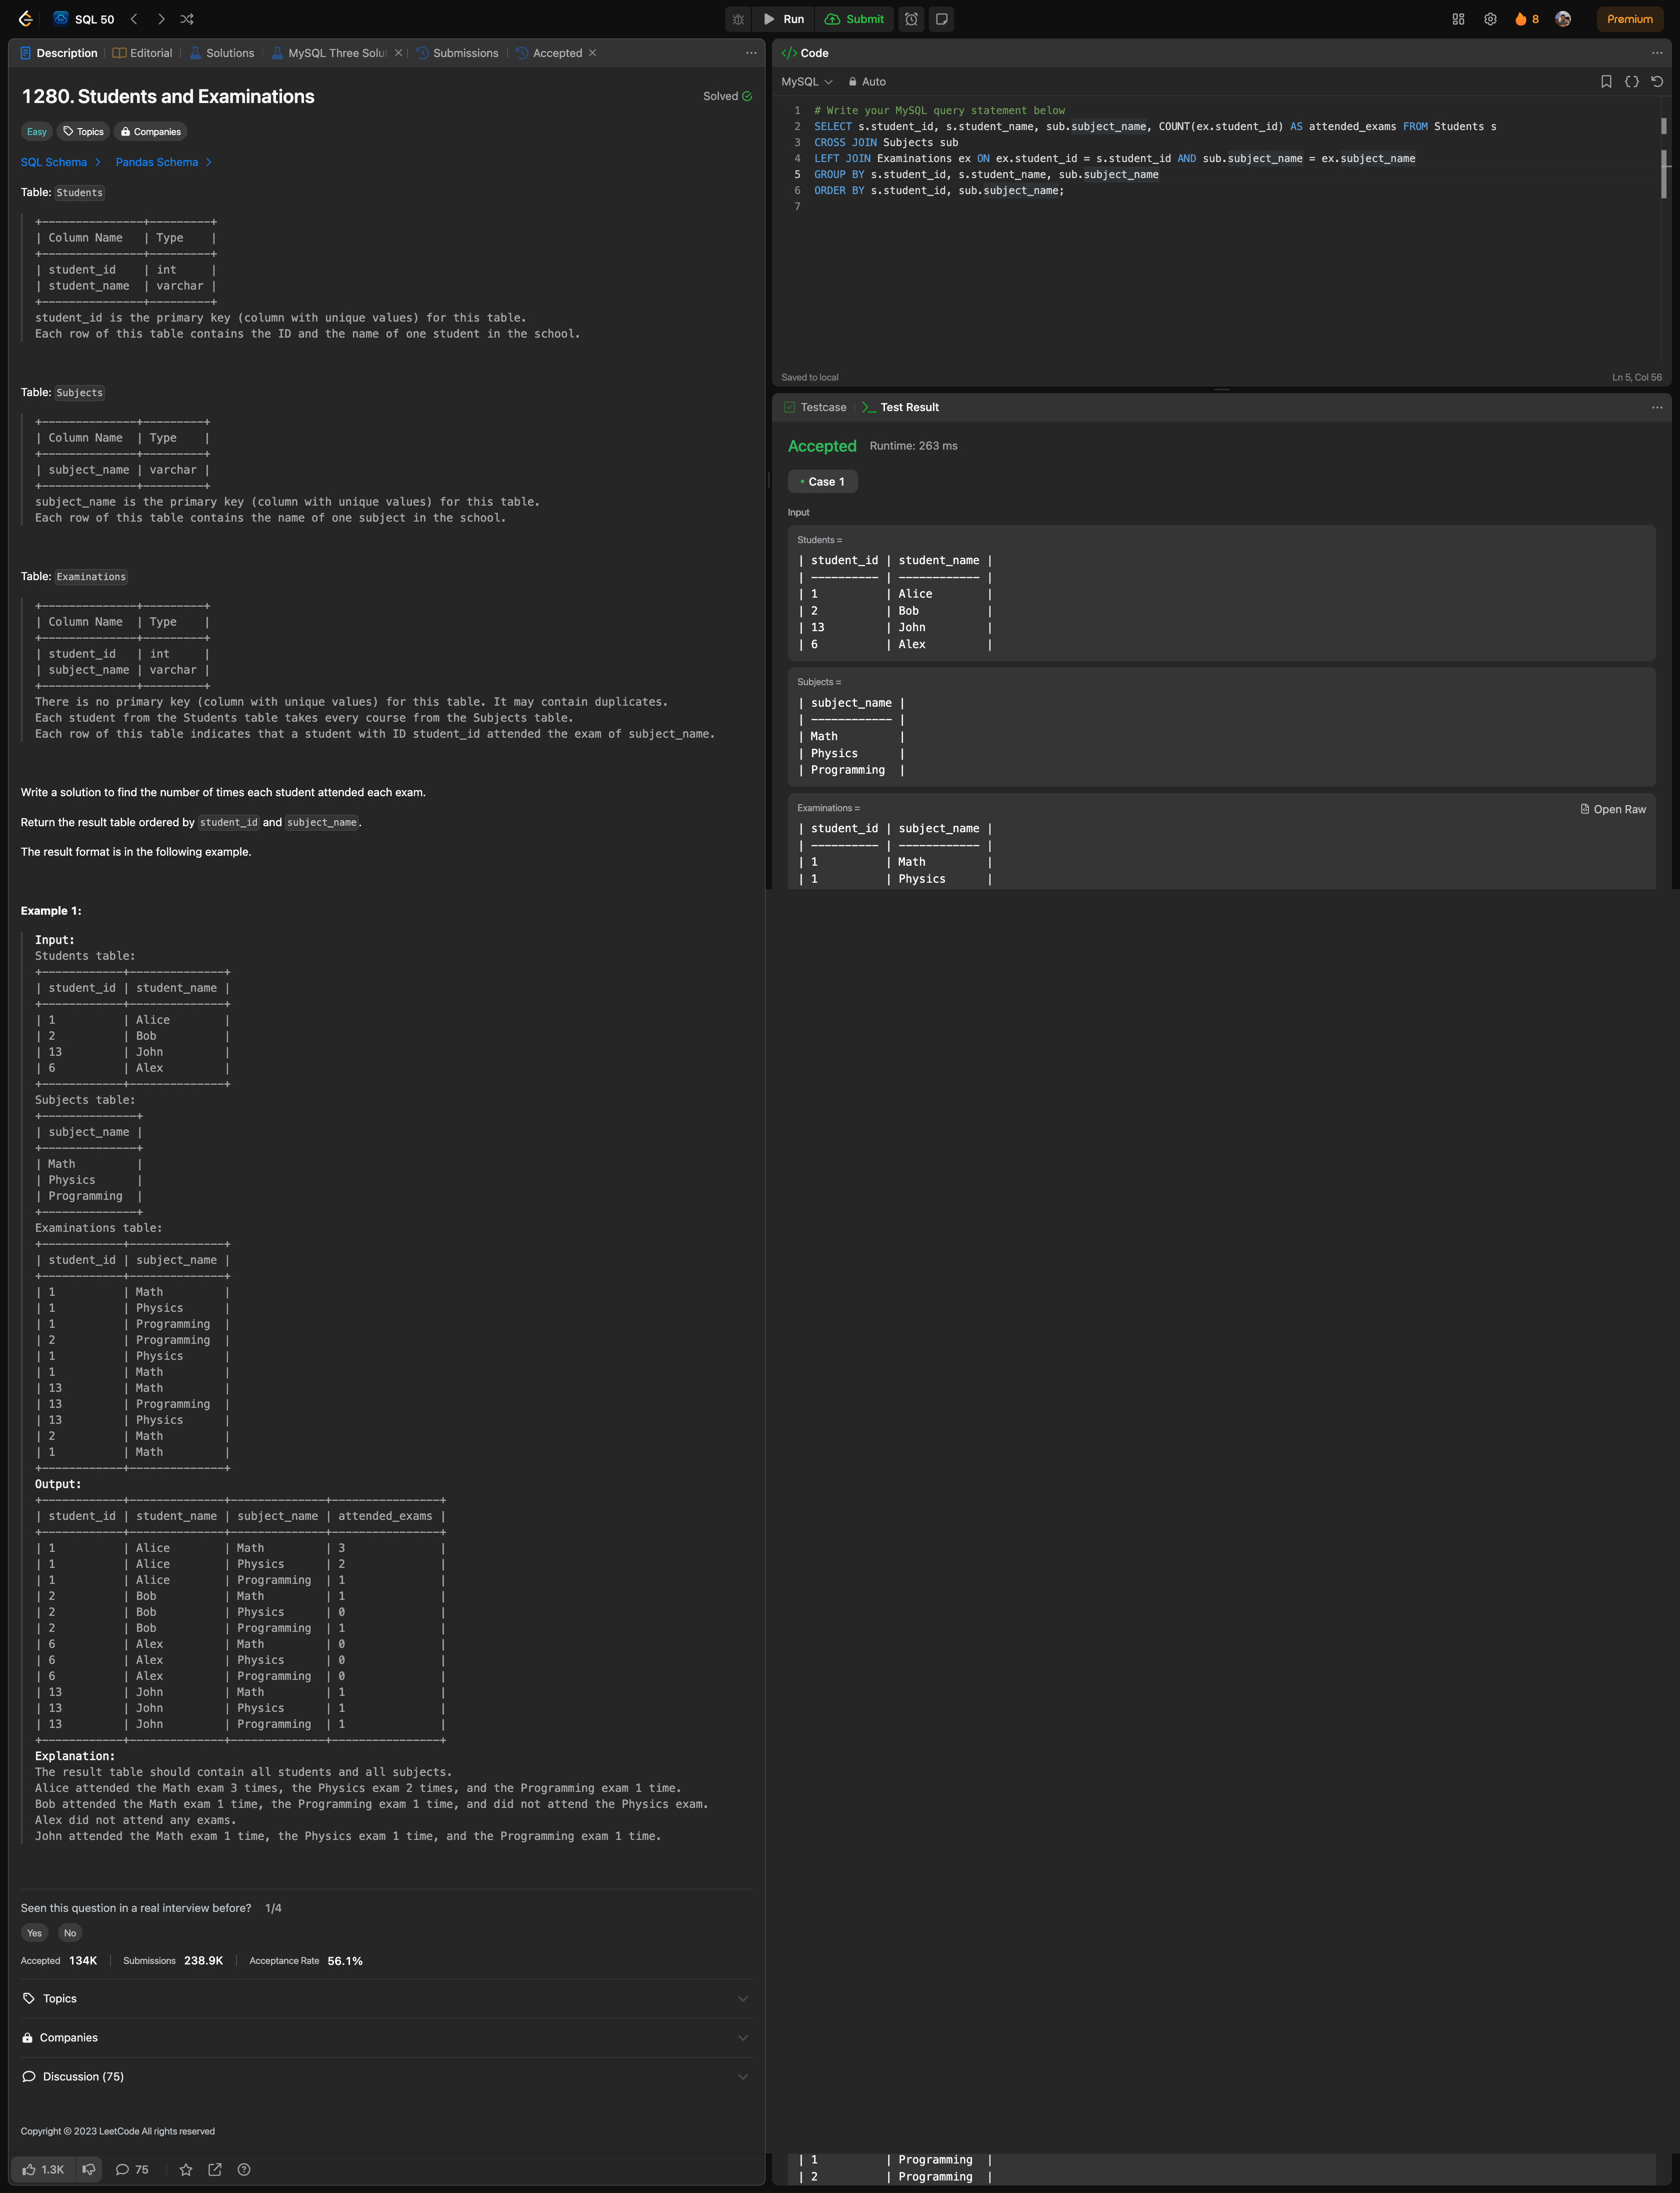 SQL 50
Run
Submit
8
Premium
Description
Editorial
Solutions
MySQL Three Solu
Submissions
Accepted
1280. Students and Examinations
Solved
Easy
Topics
Companies
SQL Schema
Pandas Schema
Table: Students
+---------------+---------+
| Column Name   | Type    |
+---------------+---------+
| student_id    | int     |
| student_name  | varchar |
+---------------+---------+
student_id is the primary key (column with unique values) for this table.
Each row of this table contains the ID and the name of one student in the school.
Table: Subjects
+--------------+---------+
| Column Name  | Type    |
+--------------+---------+
| subject_name | varchar |
+--------------+---------+
subject_name is the primary key (column with unique values) for this table.
Each row of this table contains the name of one subject in the school.
Table: Examinations
+--------------+---------+
| Column Name  | Type    |
+--------------+---------+
| student_id   | int     |
| subject_name | varchar |
+--------------+---------+
There is no primary key (column with unique values) for this table. It may contain duplicates.
Each student from the Students table takes every course from the Subjects table.
Each row of this table indicates that a student with ID student_id attended the exam of subject_name.
Write a solution to find the number of times each student attended each exam.
Return the result table ordered by student_id and subject_name.
The result format is in the following example.
Example 1:
Input:
Students table:
+------------+--------------+
| student_id | student_name |
+------------+--------------+
| 1          | Alice        |
| 2          | Bob          |
| 13         | John         |
| 6          | Alex         |
+------------+--------------+
Subjects table:
+--------------+
| subject_name |
+--------------+
| Math         |
| Physics      |
| Programming  |
+--------------+
Examinations table:
+------------+--------------+
| student_id | subject_name |
+------------+--------------+
| 1          | Math         |
| 1          | Physics      |
| 1          | Programming  |
| 2          | Programming  |
| 1          | Physics      |
| 1          | Math         |
| 13         | Math         |
| 13         | Programming  |
| 13         | Physics      |
| 2          | Math         |
| 1          | Math         |
+------------+--------------+
Output:
+------------+--------------+--------------+----------------+
| student_id | student_name | subject_name | attended_exams |
+------------+--------------+--------------+----------------+
| 1          | Alice        | Math         | 3              |
| 1          | Alice        | Physics      | 2              |
| 1          | Alice        | Programming  | 1              |
| 2          | Bob          | Math         | 1              |
| 2          | Bob          | Physics      | 0              |
| 2          | Bob          | Programming  | 1              |
| 6          | Alex         | Math         | 0              |
| 6          | Alex         | Physics      | 0              |
| 6          | Alex         | Programming  | 0              |
| 13         | John         | Math         | 1              |
| 13         | John         | Physics      | 1              |
| 13         | John         | Programming  | 1              |
+------------+--------------+--------------+----------------+
Explanation:
The result table should contain all students and all subjects.
Alice attended the Math exam 3 times, the Physics exam 2 times, and the Programming exam 1 time.
Bob attended the Math exam 1 time, the Programming exam 1 time, and did not attend the Physics exam.
Alex did not attend any exams.
John attended the Math exam 1 time, the Physics exam 1 time, and the Programming exam 1 time.
Seen this question in a real interview before? 1/4
Yes
No
Accepted 134K
Submissions 238.9K
Acceptance Rate 56.1%
Topics
Companies
Discussion (75)
Copyright © 2023 LeetCode All rights reserved
1.3K
75
</> Code
MySQL
Auto
1 # Write your MySQL query statement below
2 SELECT s.student_id, s.student_name, sub.subject_name, COUNT(ex.student_id) AS attended_exams FROM Students s
3 CROSS JOIN Subjects sub
4 LEFT JOIN Examinations ex ON ex.student_id = s.student_id AND sub.subject_name = ex.subject_name
5 GROUP BY s.student_id, s.student_name, sub.subject_name
6 ORDER BY s.student_id, sub.subject_name;
7
Saved to local
Ln 5, Col 56
Testcase
Test Result
Accepted
Runtime: 263 ms
• Case 1
Input
Students =
| student_id | student_name |
| ---------- | ------------ |
| 1          | Alice        |
| 2          | Bob          |
| 13         | John         |
| 6          | Alex         |
Subjects =
| subject_name |
| ------------ |
| Math         |
| Physics      |
| Programming  |
Examinations =
Open Raw
| student_id | subject_name |
| ---------- | ------------ |
| 1          | Math         |
| 1          | Physics      |
| 1          | Programming  |
| 2          | Programming  |